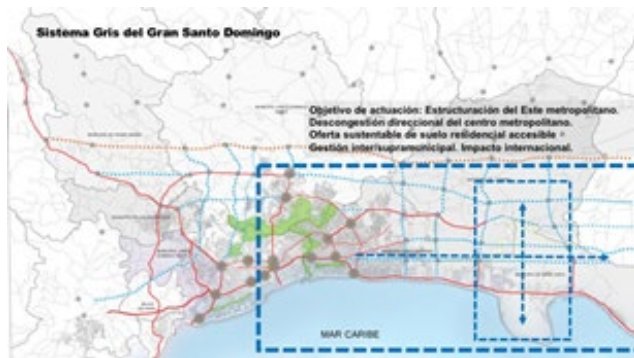 Sistema Gris del Gran Santo Domingo
Objetivo de actuación: Estructuración del Este metropolitano.
Descongestión direccional del centro metropolitano.
Oferta sustentable de suelo residencial accesible
Gestión inter/supramunicipal. Impacto internacional.
MAR CARIBE